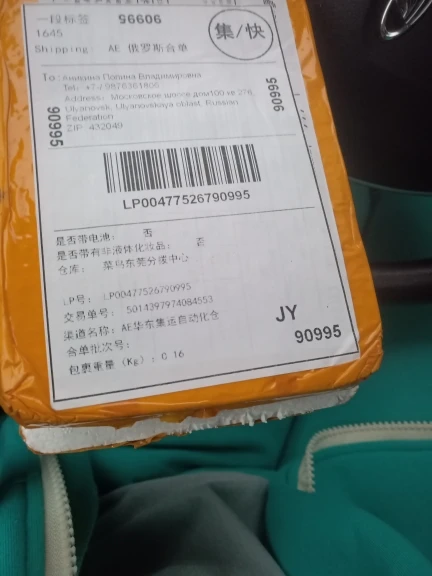 一段标签 96606
1645
集/快
Shipping: AE 俄罗斯合单
To: Аникина Полина Владимировна
Address: Московское шоссе дом100 кв 276,
Ulyanovsk, Ulyanovskaya oblast, Russian
Federation
ZIP: 432049
90995
90995
LP00477526790995
是否带电池: 否
是否带有非液体化妆品: 否
仓库: 菜鸟东莞分拨中心
LP号: LP00477526790995
交易单号: 5014397974084553
渠道名称: AE华东集运自动化仓
合单批次号:
包裹重量 (Kg): 0.16
JY
90995